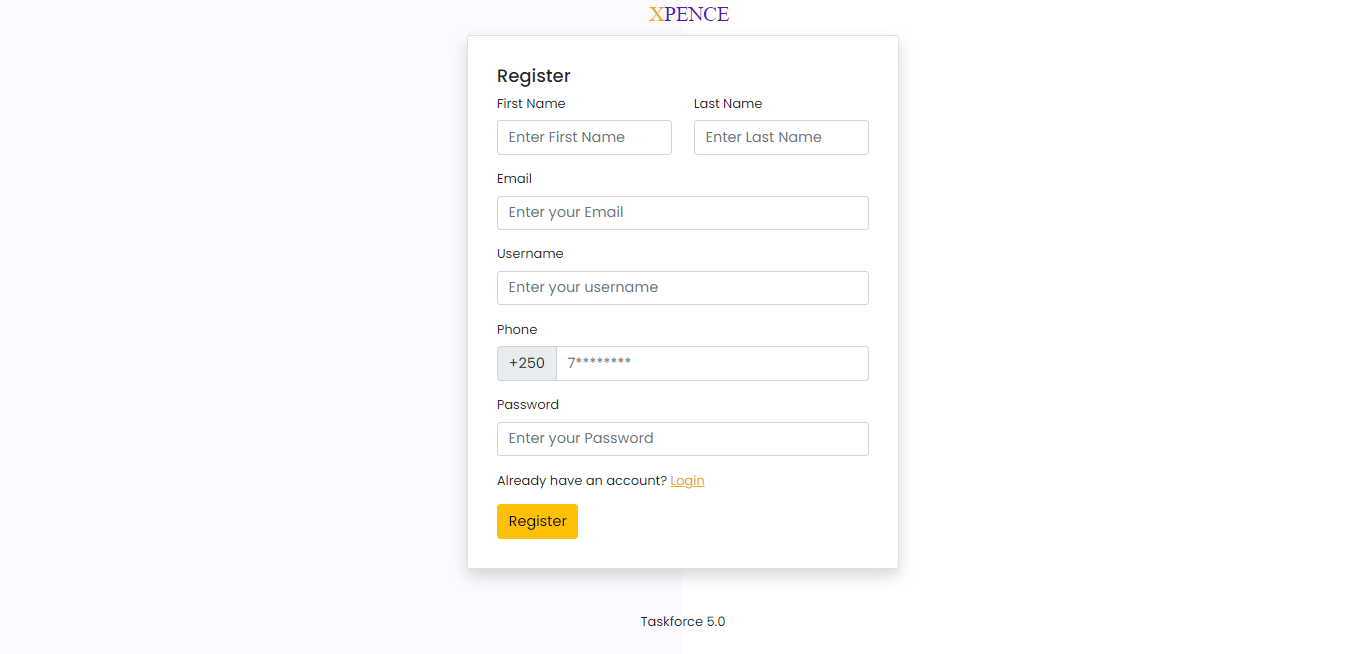 XPENCE
Register
First Name Last Name
Enter First Name Enter Last Name
Email
Enter your Email
Username
Enter your username
Phone
+250 7********
Password
Enter your Password
Already have an account? Login
Register
Taskforce 5.0